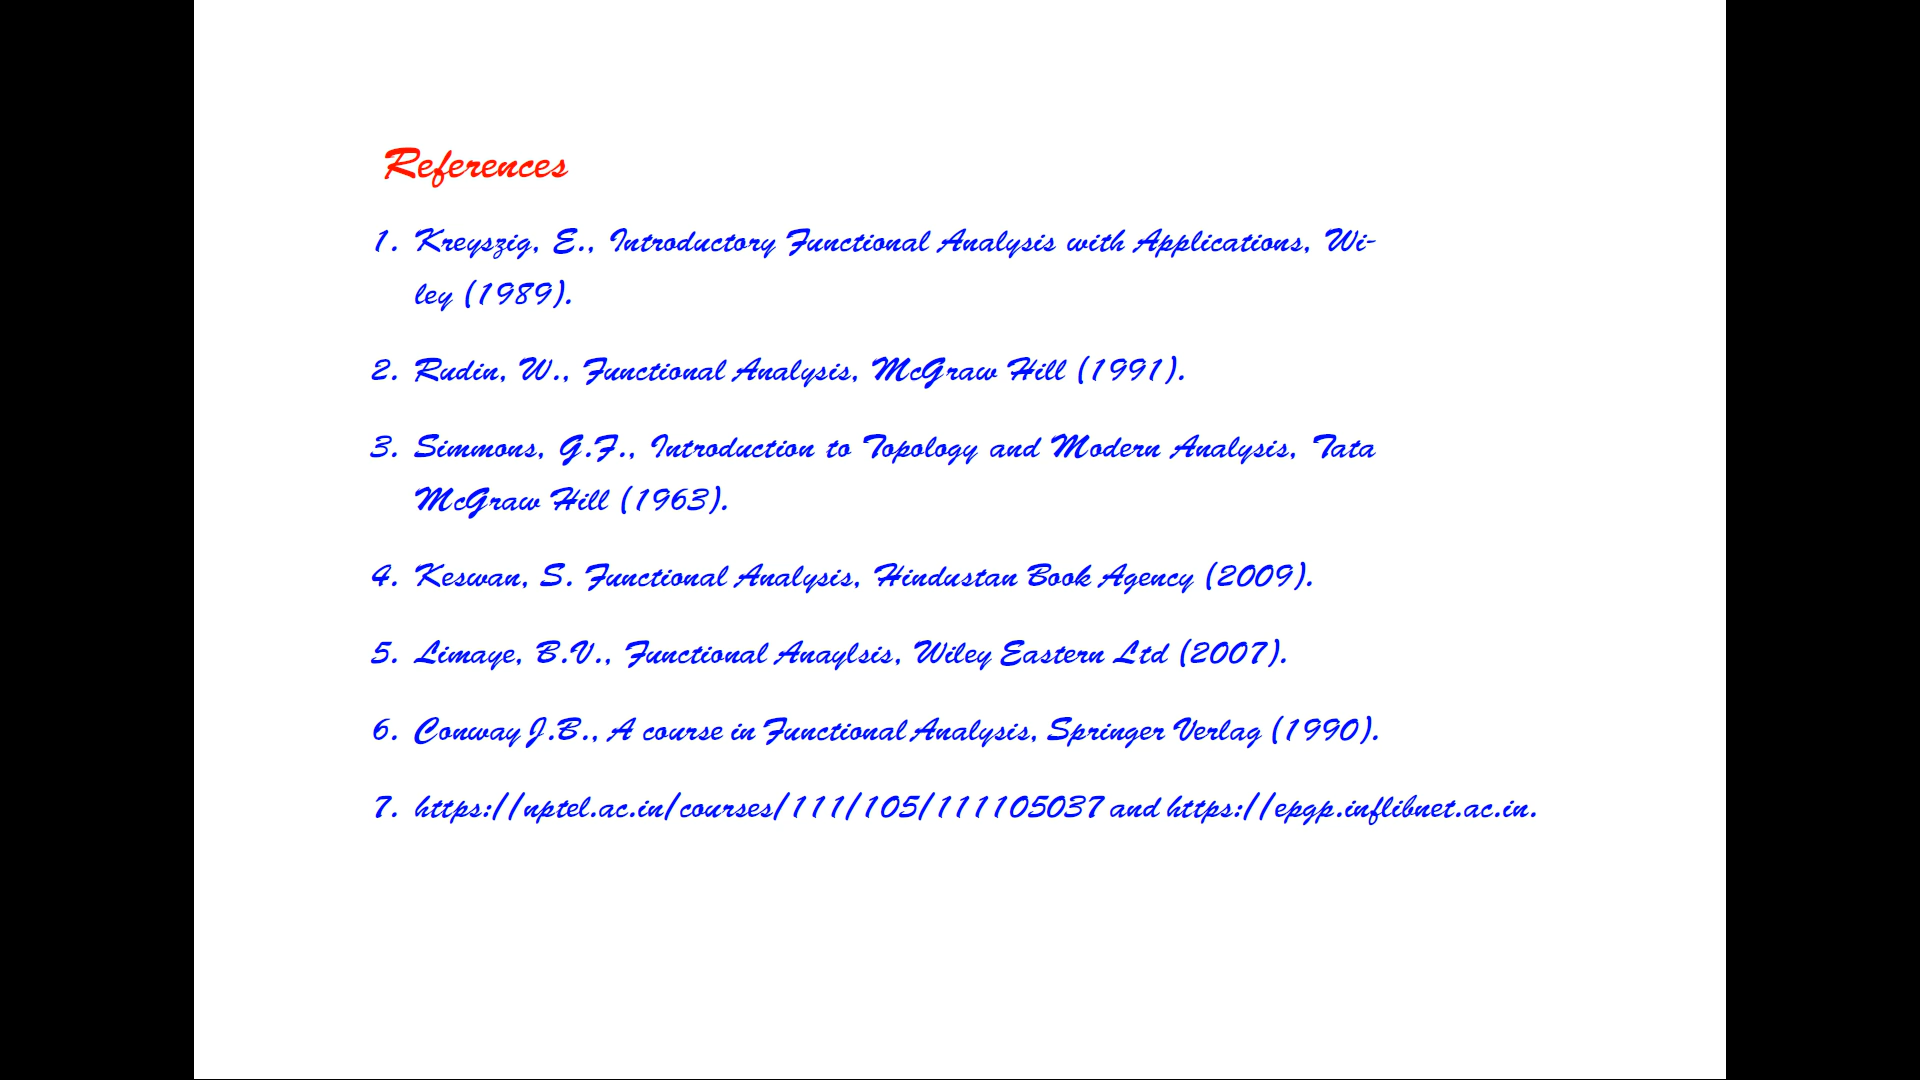 References
1. Kreyszig, E., Introductory Functional Analysis with Applications, Wi-
ley (1989).
2. Rudin, W., Functional Analysis, McGraw Hill (1991).
3. Simmons, G.F., Introduction to Topology and Modern Analysis, Tata
McGraw Hill (1963).
4. Keswan, S. Functional Analysis, Hindustan Book Agency (2009).
5. Limaye, B.V., Functional Anaylsis, Wiley Eastern Ltd (2007).
6. Conway J.B., A course in Functional Analysis, Springer Verlag (1990).
7. https://nptel.ac.in/courses/111/105/111105037 and https://epgp.inflibnet.ac.in.